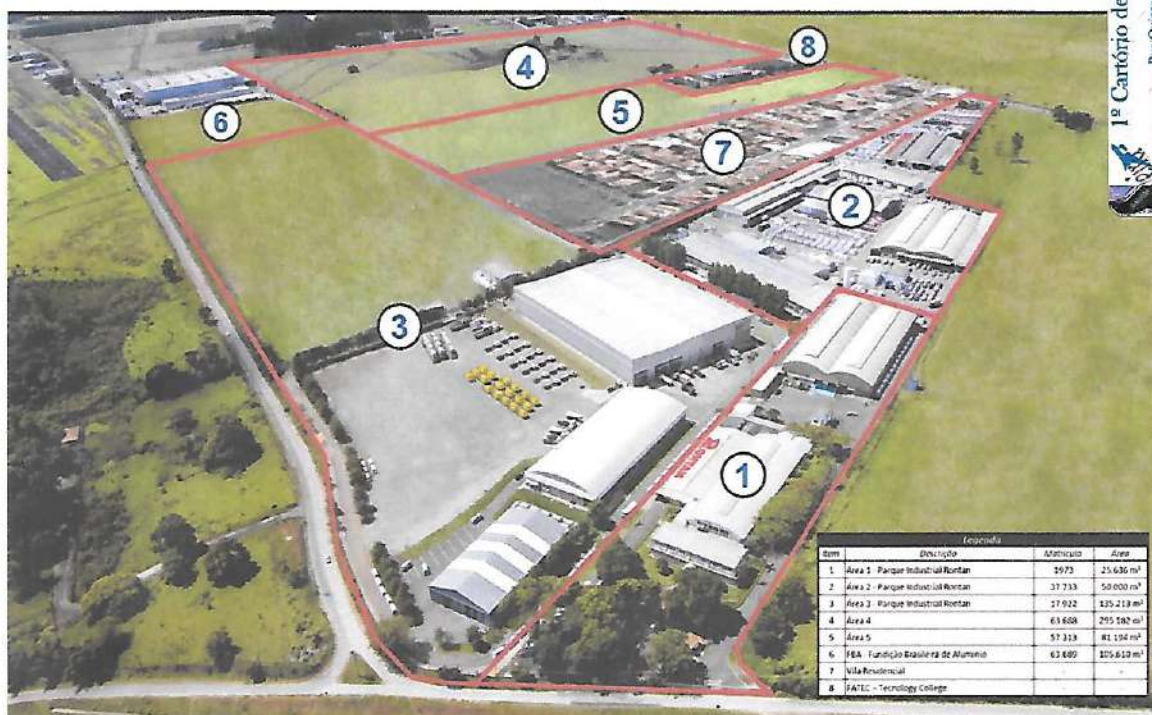 1º Cartório de
4
8
5
6
7
2
3
1
RONTAN
Legenda
Item Descrição Matrícula Área
1 Área 1 - Parque Industrial Rontan 1973 25.636 m²
2 Área 2 - Parque Industrial Rontan 37.733 50.000 m²
3 Área 3 - Parque Industrial Rontan 17.922 135.213 m²
4 Área 4 63.688 295.582 m²
5 Área 5 57.313 81.194 m²
6 FBA - Fundição Brasileira de Alumínio 63.689 105.610 m²
7 Vila Residencial - -
8 FATEC - Tecnology College - -